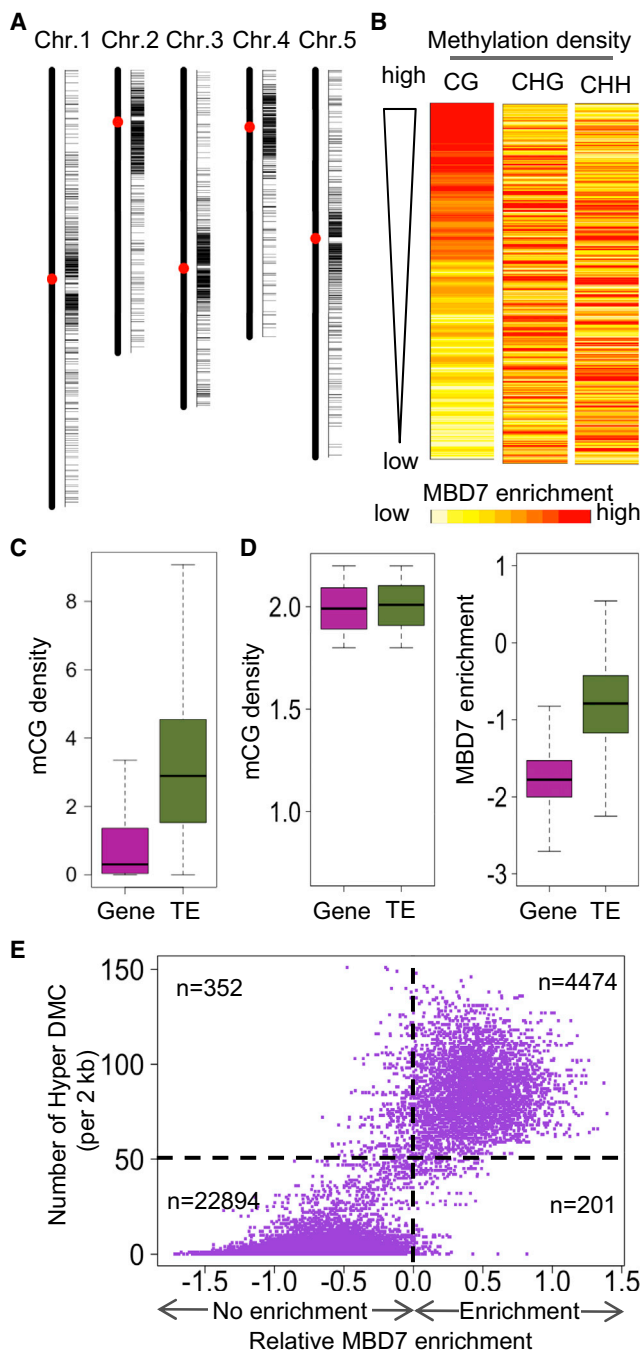 A
Chr.1 Chr.2 Chr.3 Chr.4 Chr.5
B
Methylation density
high
CG CHG CHH
low
MBD7 enrichment
low high
C
mCG density
8
6
4
2
0
Gene TE
D
mCG density
2.0
1.5
1.0
Gene TE
MBD7 enrichment
1
0
-1
-2
-3
Gene TE
E
Number of Hyper DMC
(per 2 kb)
150
100
50
0
n=352
n=4474
n=22894
n=201
-1.5 -1.0 -0.5 0.0 0.5 1.0 1.5
No enrichment Enrichment
Relative MBD7 enrichment